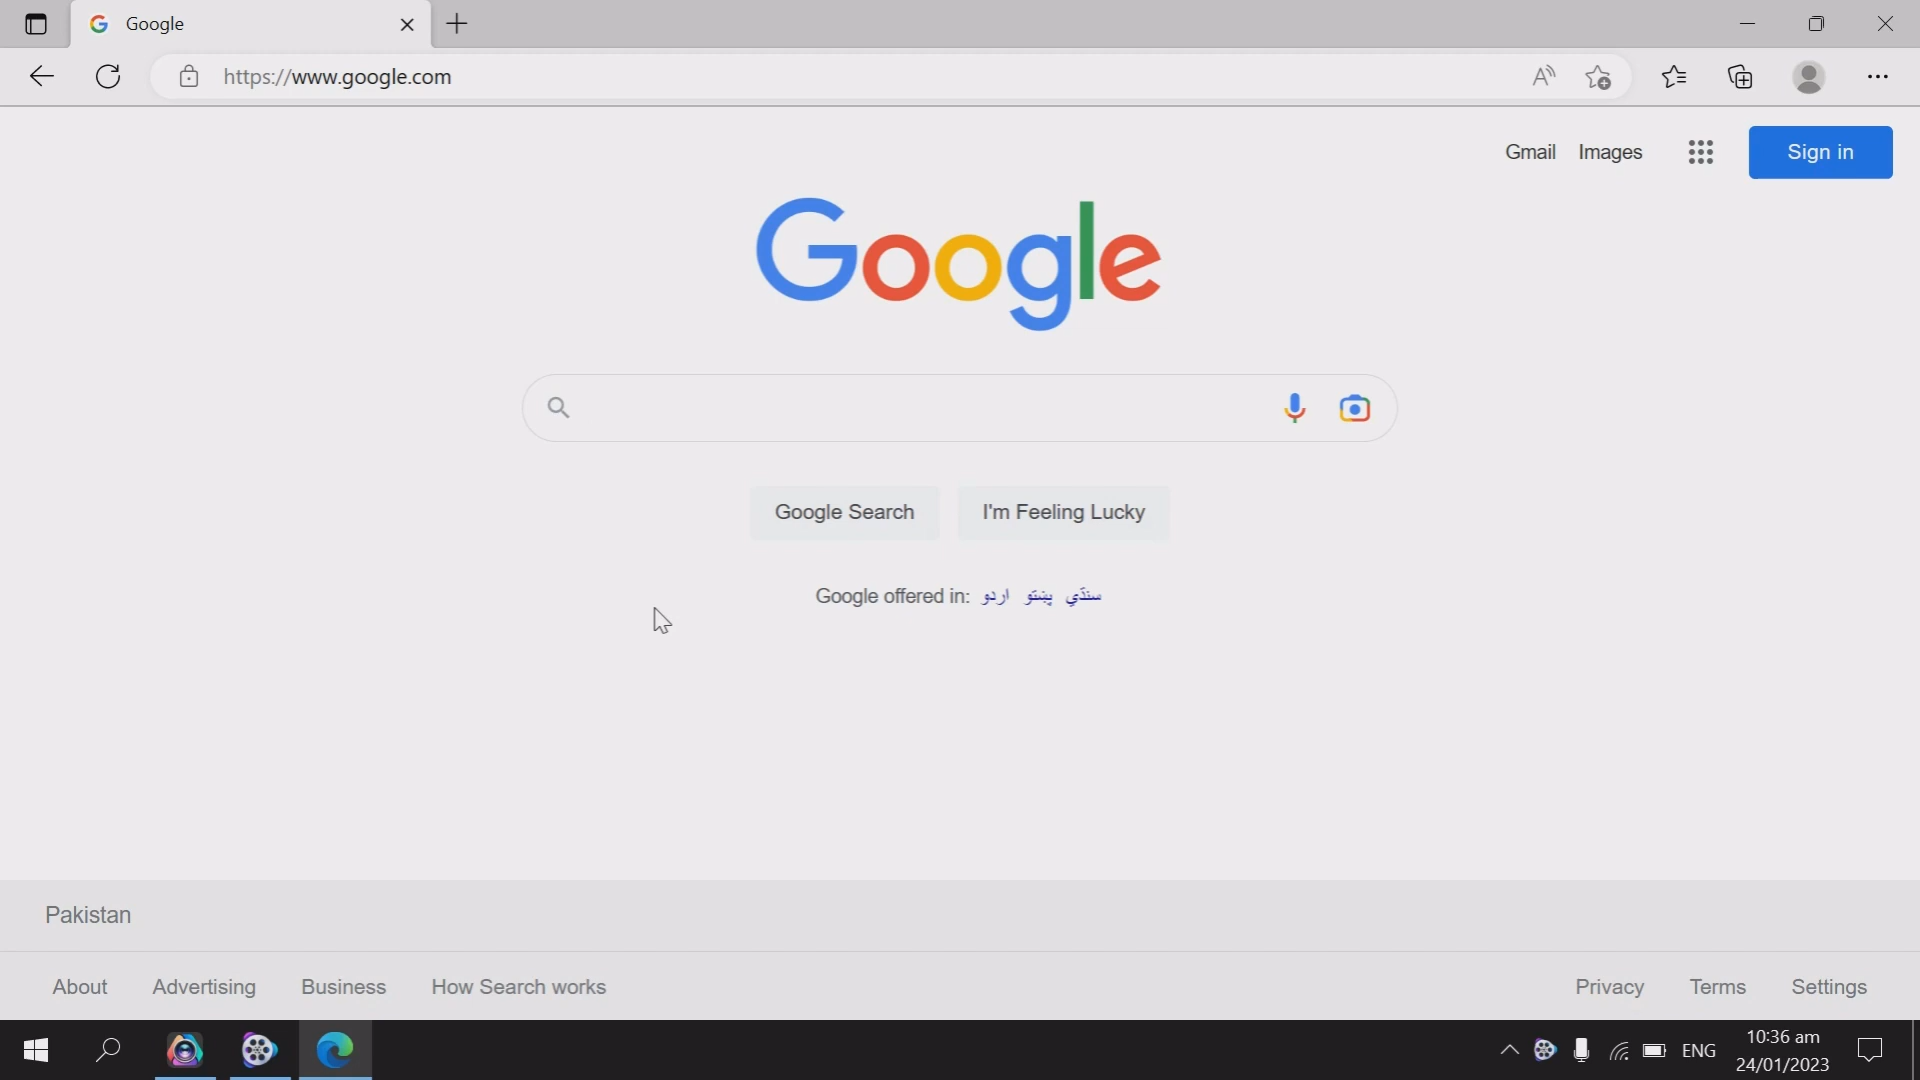 Google
https://www.google.com
Gmail Images Sign in
Google
Google Search I'm Feeling Lucky
Google offered in: اردو پښتو سنڌي
Pakistan
About Advertising Business How Search works Privacy Terms Settings
ENG 10:36 am
24/01/2023